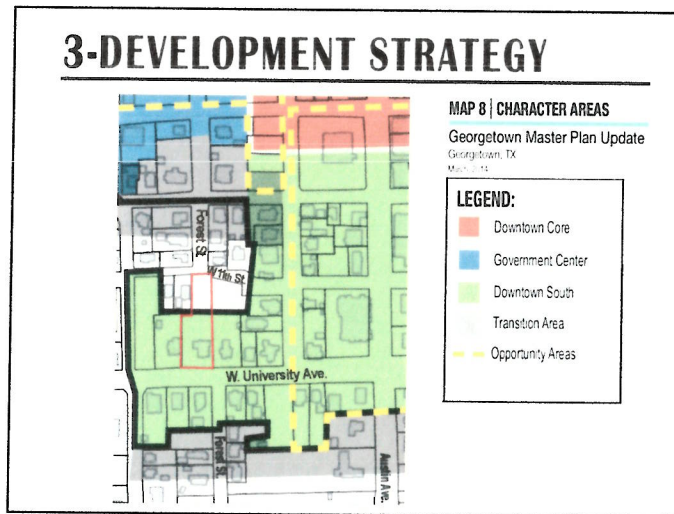 3-DEVELOPMENT STRATEGY
MAP 8 | CHARACTER AREAS
Georgetown Master Plan Update
Georgetown, TX
LEGEND:
Downtown Core
Government Center
Downtown South
Transition Area
Opportunity Areas
Forest St.
W 11th St.
W. University Ave.
Forest St.
Austin Ave.